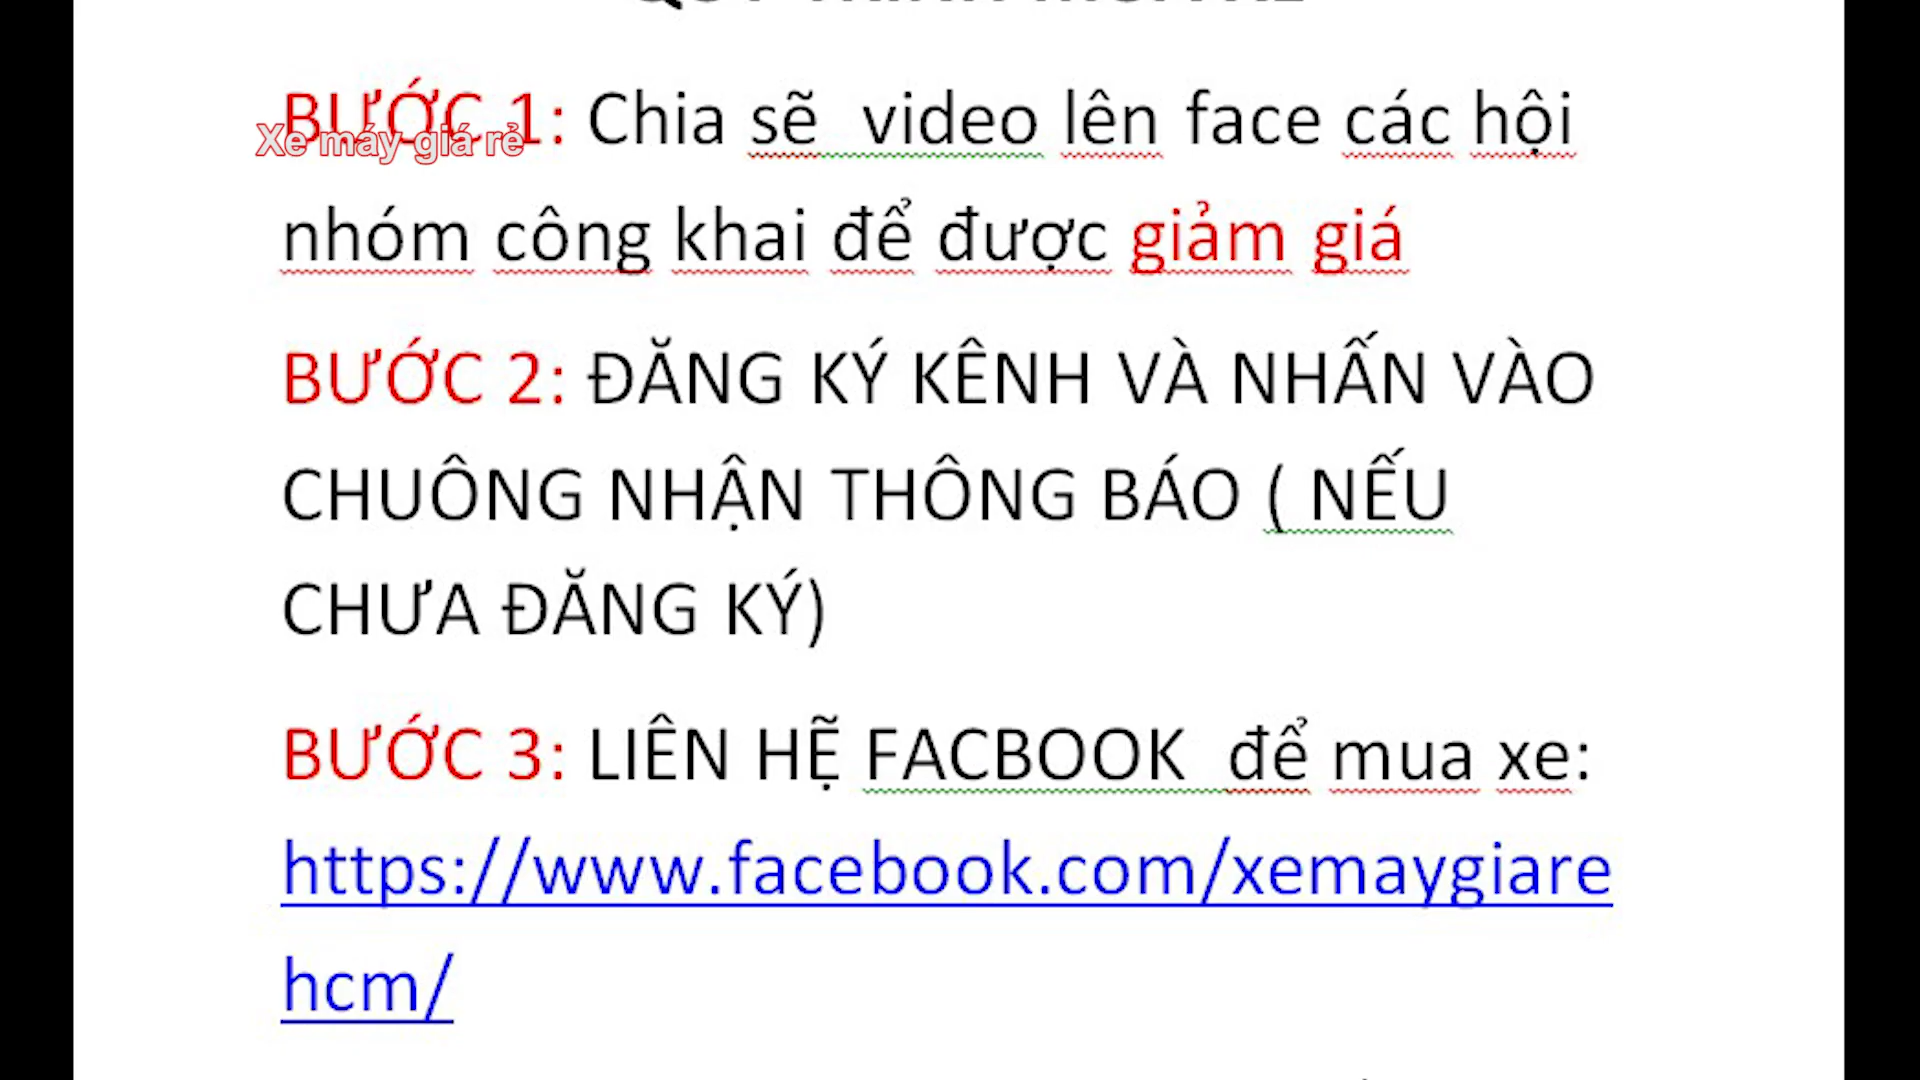 BƯỚC 1: Chia sẽ video lên face các hội
Xe máy giá rẻ
nhóm công khai để được giảm giá
BƯỚC 2: ĐĂNG KÝ KÊNH VÀ NHẤN VÀO
CHUÔNG NHẬN THÔNG BÁO ( NẾU
CHƯA ĐĂNG KÝ)
BƯỚC 3: LIÊN HẸ̃ FACBOOK để mua xe:
https://www.facebook.com/xemaygiare
hcm/